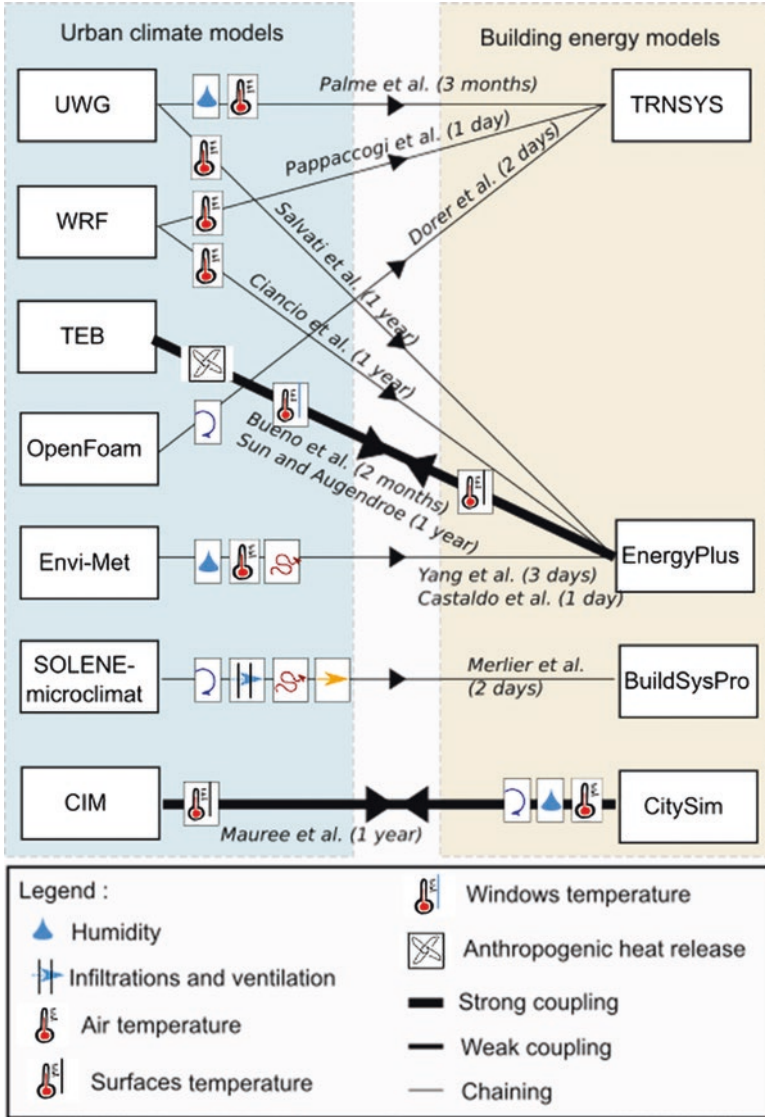 Urban climate models
Building energy models
UWG
Palme et al. (3 months)
TRNSYS
Pappaccogi et al. (1 day)
Dorer et al. (2 days)
WRF
Salvati et al. (1 year)
Ciancio et al. (1 year)
TEB
OpenFoam
Bueno et al. (2 months)
Sun and Augendroe (1 year)
Envi-Met
EnergyPlus
Yang et al. (3 days)
Castaldo et al. (1 day)
SOLENE-
microclimat
Merlier et al.
(2 days)
BuildSysPro
CIM
CitySim
Mauree et al. (1 year)
Legend :
Humidity
Infiltrations and ventilation
Air temperature
Surfaces temperature
Windows temperature
Anthropogenic heat release
Strong coupling
Weak coupling
Chaining